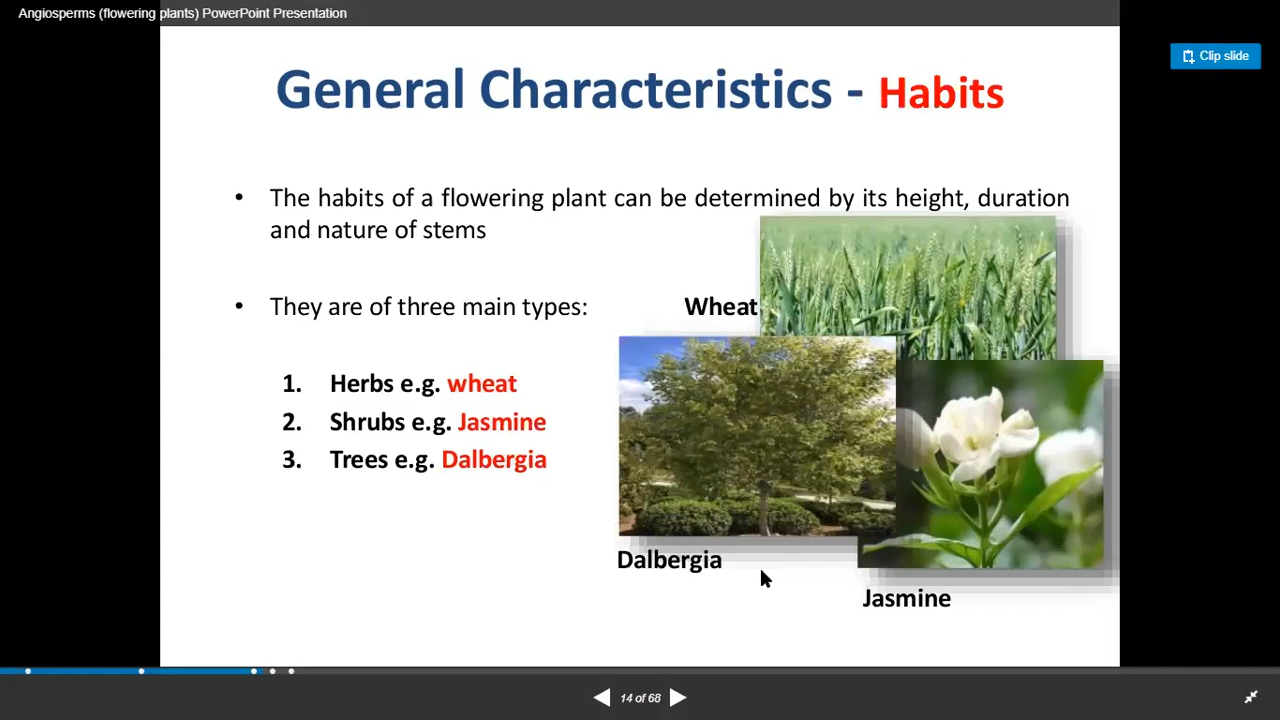 Angiosperms (flowering plants) PowerPoint Presentation
Clip slide
General Characteristics - Habits
• The habits of a flowering plant can be determined by its height, duration
and nature of stems
• They are of three main types:
Wheat
1. Herbs e.g. wheat
2. Shrubs e.g. Jasmine
3. Trees e.g. Dalbergia
Dalbergia
Jasmine
14 of 68